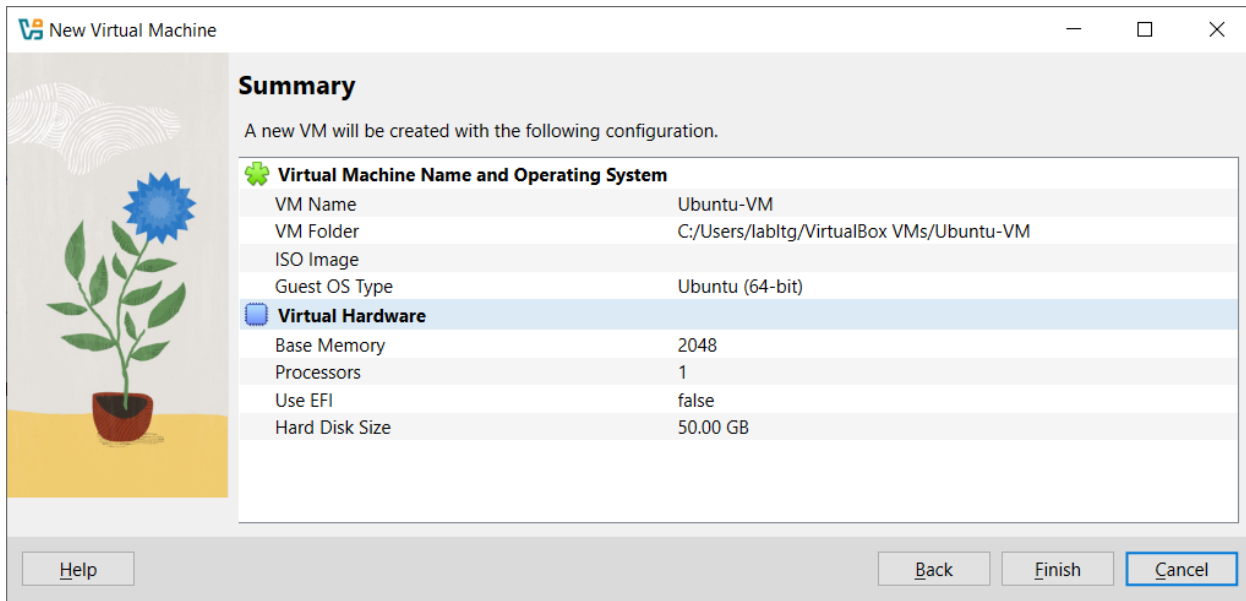 New Virtual Machine
Summary
A new VM will be created with the following configuration.
Virtual Machine Name and Operating System
VM Name Ubuntu-VM
VM Folder C:/Users/labltg/VirtualBox VMs/Ubuntu-VM
ISO Image
Guest OS Type Ubuntu (64-bit)
Virtual Hardware
Base Memory 2048
Processors 1
Use EFI false
Hard Disk Size 50.00 GB
Help Back Finish Cancel